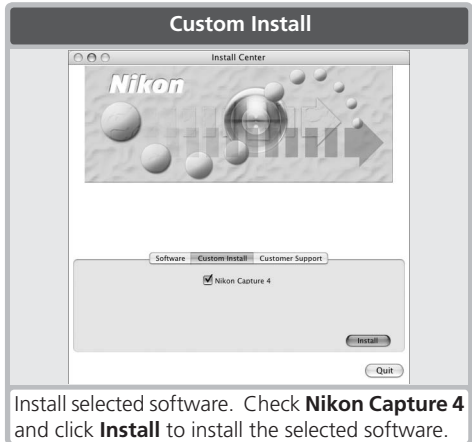 Custom Install
Install Center
Nikon
Software Custom Install Customer Support
Nikon Capture 4
Install
Quit
Install selected software. Check Nikon Capture 4
and click Install to install the selected software.